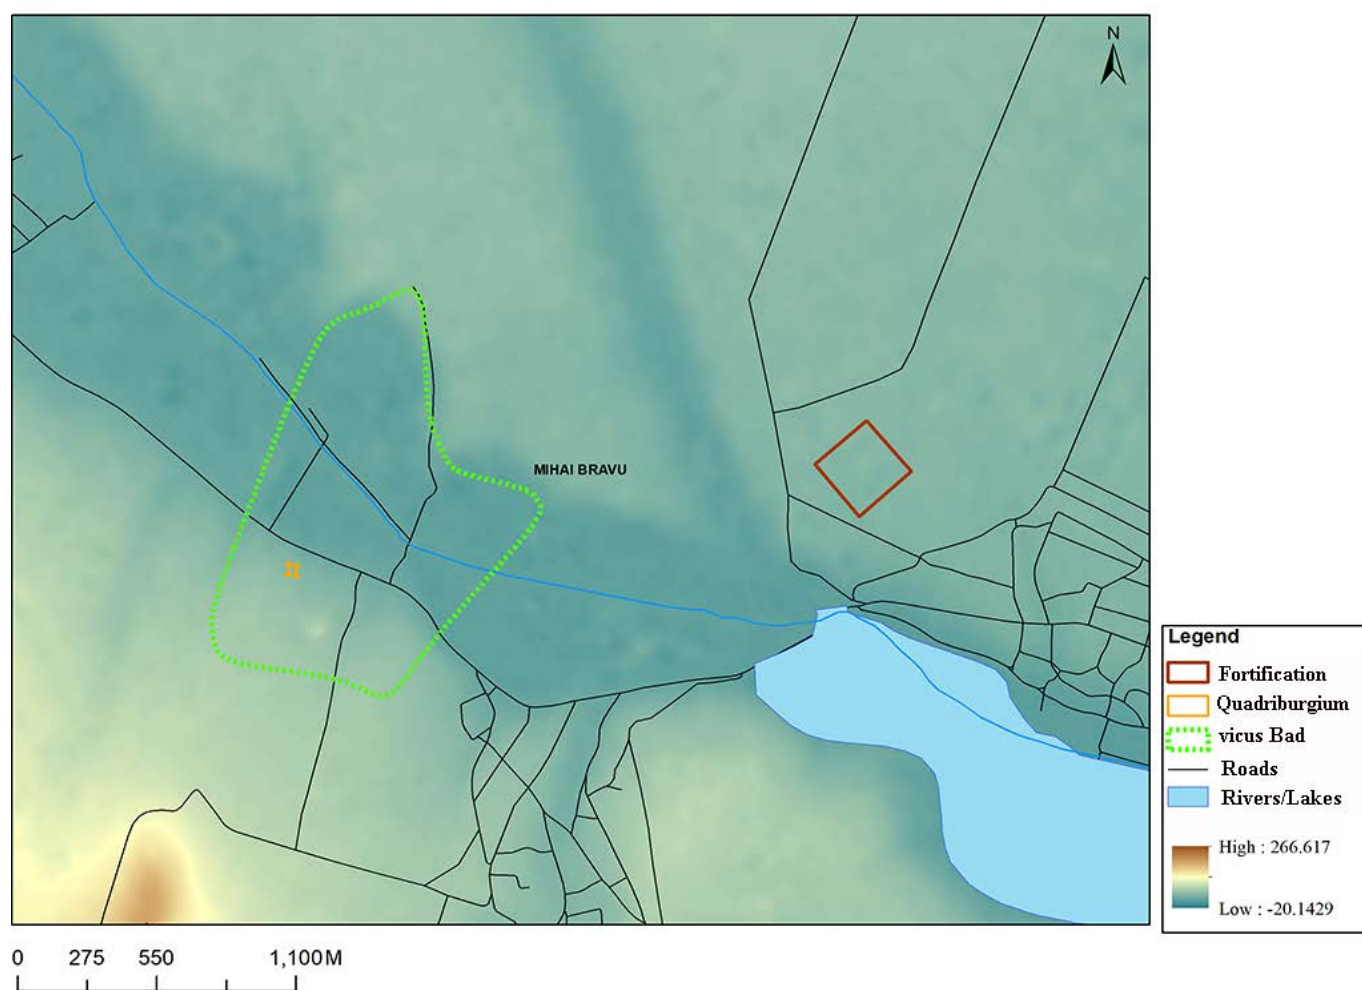 N
MIHAI BRAVU
Legend
Fortification
Quadriburgium
vicus Bad
Roads
Rivers/Lakes
High : 266.617
Low : -20.1429
0 275 550 1,100M